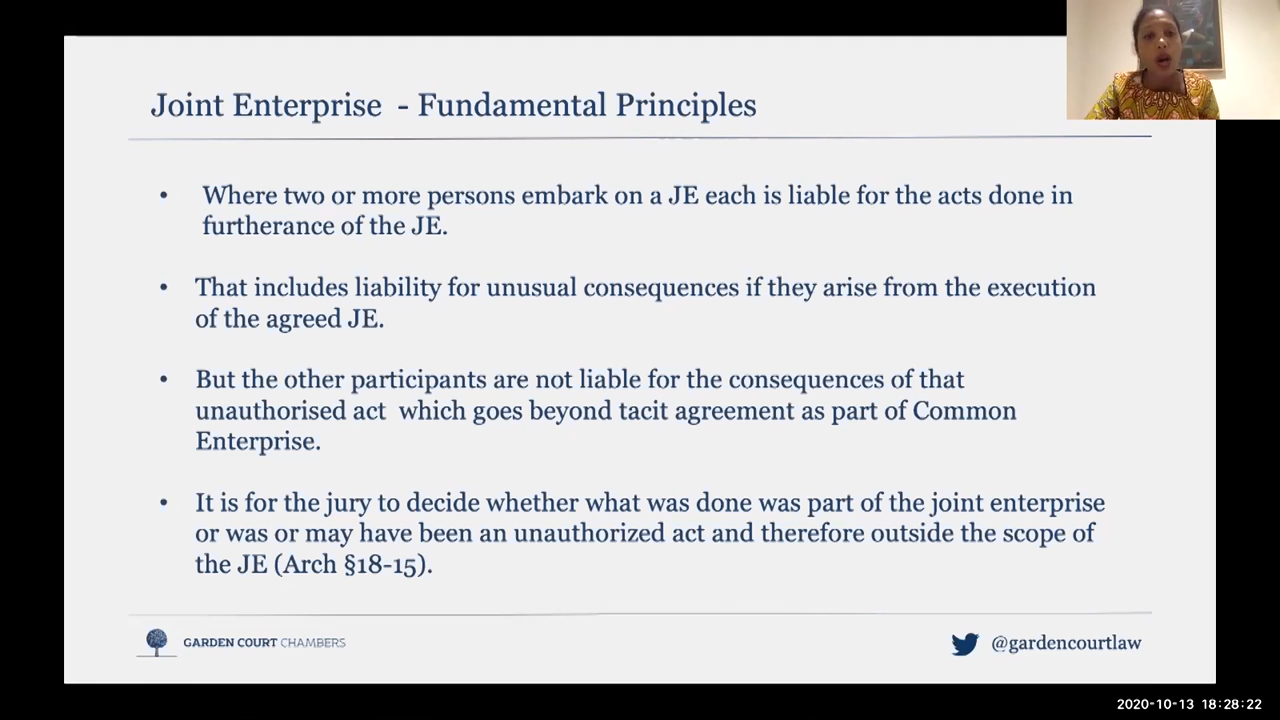 Joint Enterprise - Fundamental Principles
• Where two or more persons embark on a JE each is liable for the acts done in
furtherance of the JE.
• That includes liability for unusual consequences if they arise from the execution
of the agreed JE.
• But the other participants are not liable for the consequences of that
unauthorised act which goes beyond tacit agreement as part of Common
Enterprise.
• It is for the jury to decide whether what was done was part of the joint enterprise
or was or may have been an unauthorized act and therefore outside the scope of
the JE (Arch §18-15).
GARDEN COURT CHAMBERS
@gardencourtlaw
2020-10-13 18:28:22